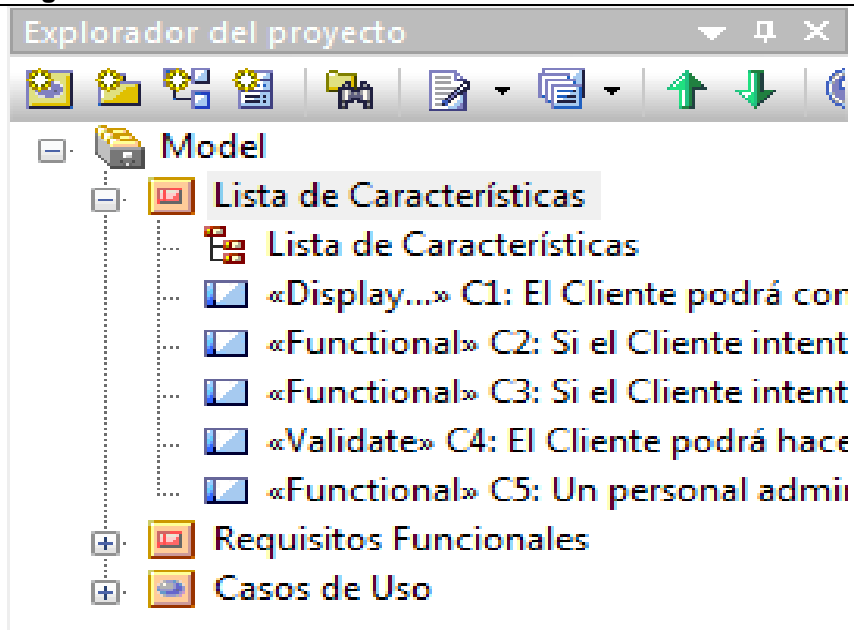 Explorador del proyecto
Model
Lista de Características
Lista de Características
«Display...» C1: El Cliente podrá con
«Functional» C2: Si el Cliente intent
«Functional» C3: Si el Cliente intent
«Validate» C4: El Cliente podrá hace
«Functional» C5: Un personal admi
Requisitos Funcionales
Casos de Uso